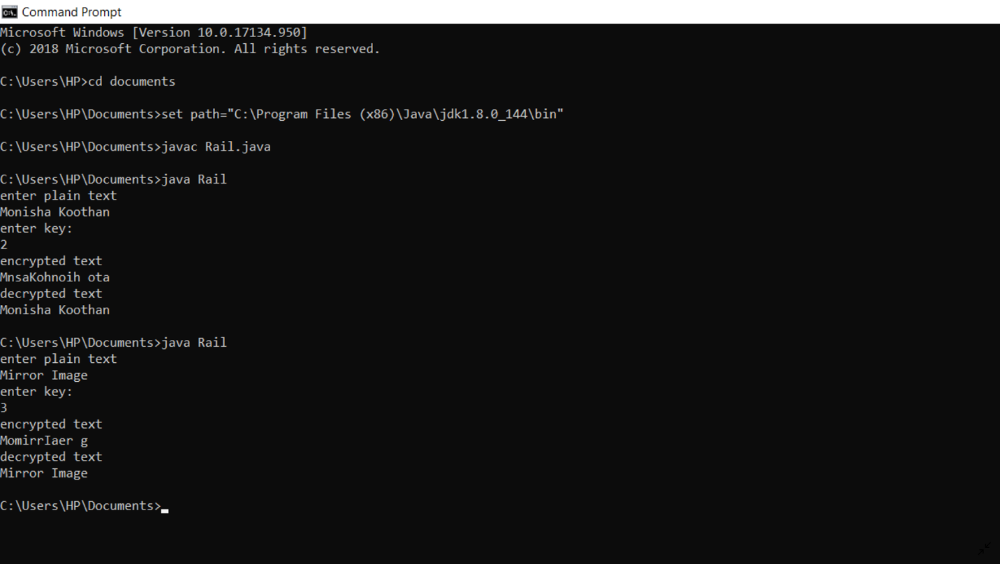 Command Prompt
Microsoft Windows [Version 10.0.17134.950]
(c) 2018 Microsoft Corporation. All rights reserved.
C:\Users\HP>cd documents
C:\Users\HP\Documents>set path="C:\Program Files (x86)\Java\jdk1.8.0_144\bin"
C:\Users\HP\Documents>javac Rail.java
C:\Users\HP\Documents>java Rail
enter plain text
Monisha Koothan
enter key:
2
encrypted text
MnsaKohnoih ota
decrypted text
Monisha Koothan
C:\Users\HP\Documents>java Rail
enter plain text
Mirror Image
enter key:
3
encrypted text
MomirrIaer g
decrypted text
Mirror Image
C:\Users\HP\Documents>